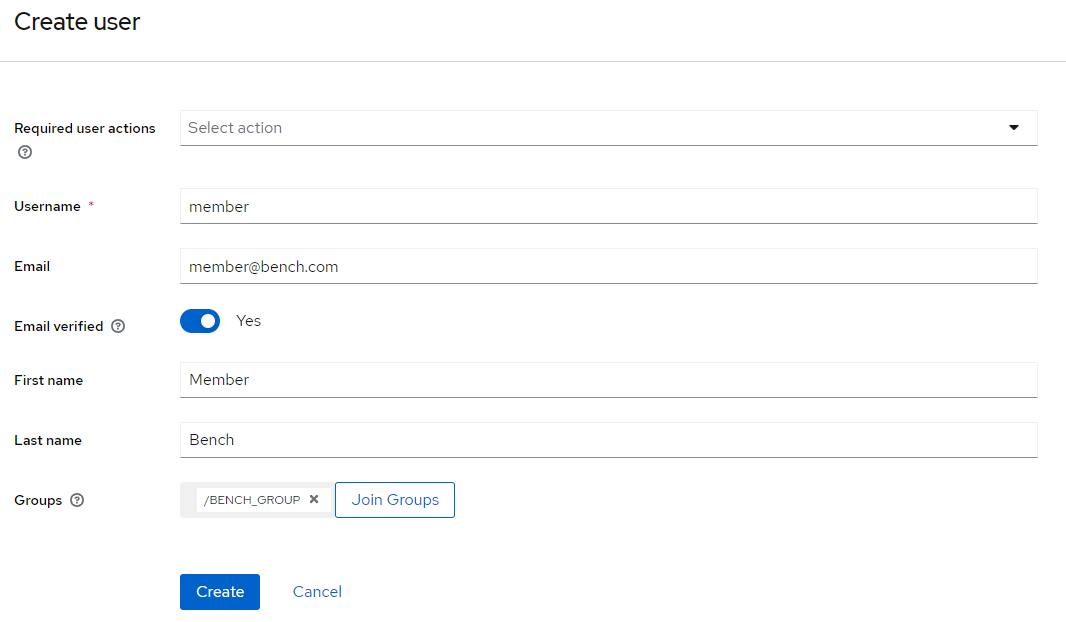 Create user
Required user actions
Select action
Username *
member
Email
member@bench.com
Email verified
Yes
First name
Member
Last name
Bench
Groups
/BENCH_GROUP
Join Groups
Create
Cancel